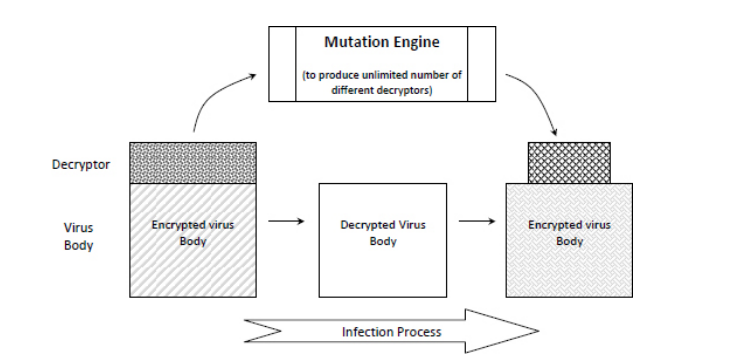 Mutation Engine
(to produce unlimited number of
different decryptors)
Decryptor
Virus
Body
Encrypted virus
Body
Decrypted Virus
Body
Encrypted virus
Body
Infection Process